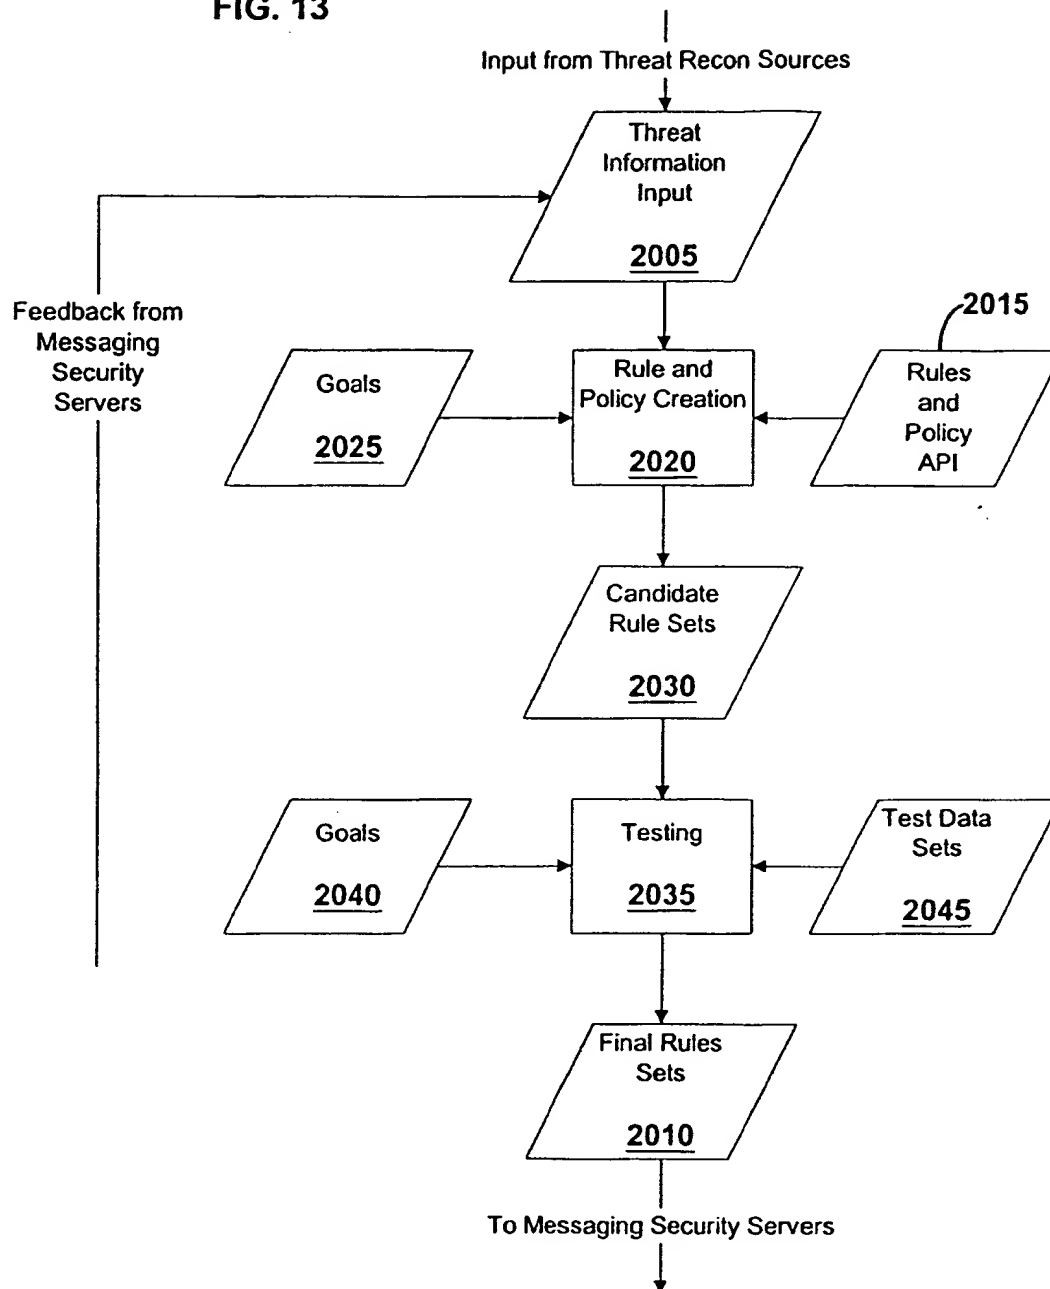 FIG. 13
Input from Threat Recon Sources
Threat
Information
Input
2005
Feedback from
Messaging
Security
Servers
2015
Goals
2025
Rule and
Policy Creation
2020
Rules
and
Policy
API
Candidate
Rule Sets
2030
Goals
2040
Testing
2035
Test Data
Sets
2045
Final Rules
Sets
2010
To Messaging Security Servers